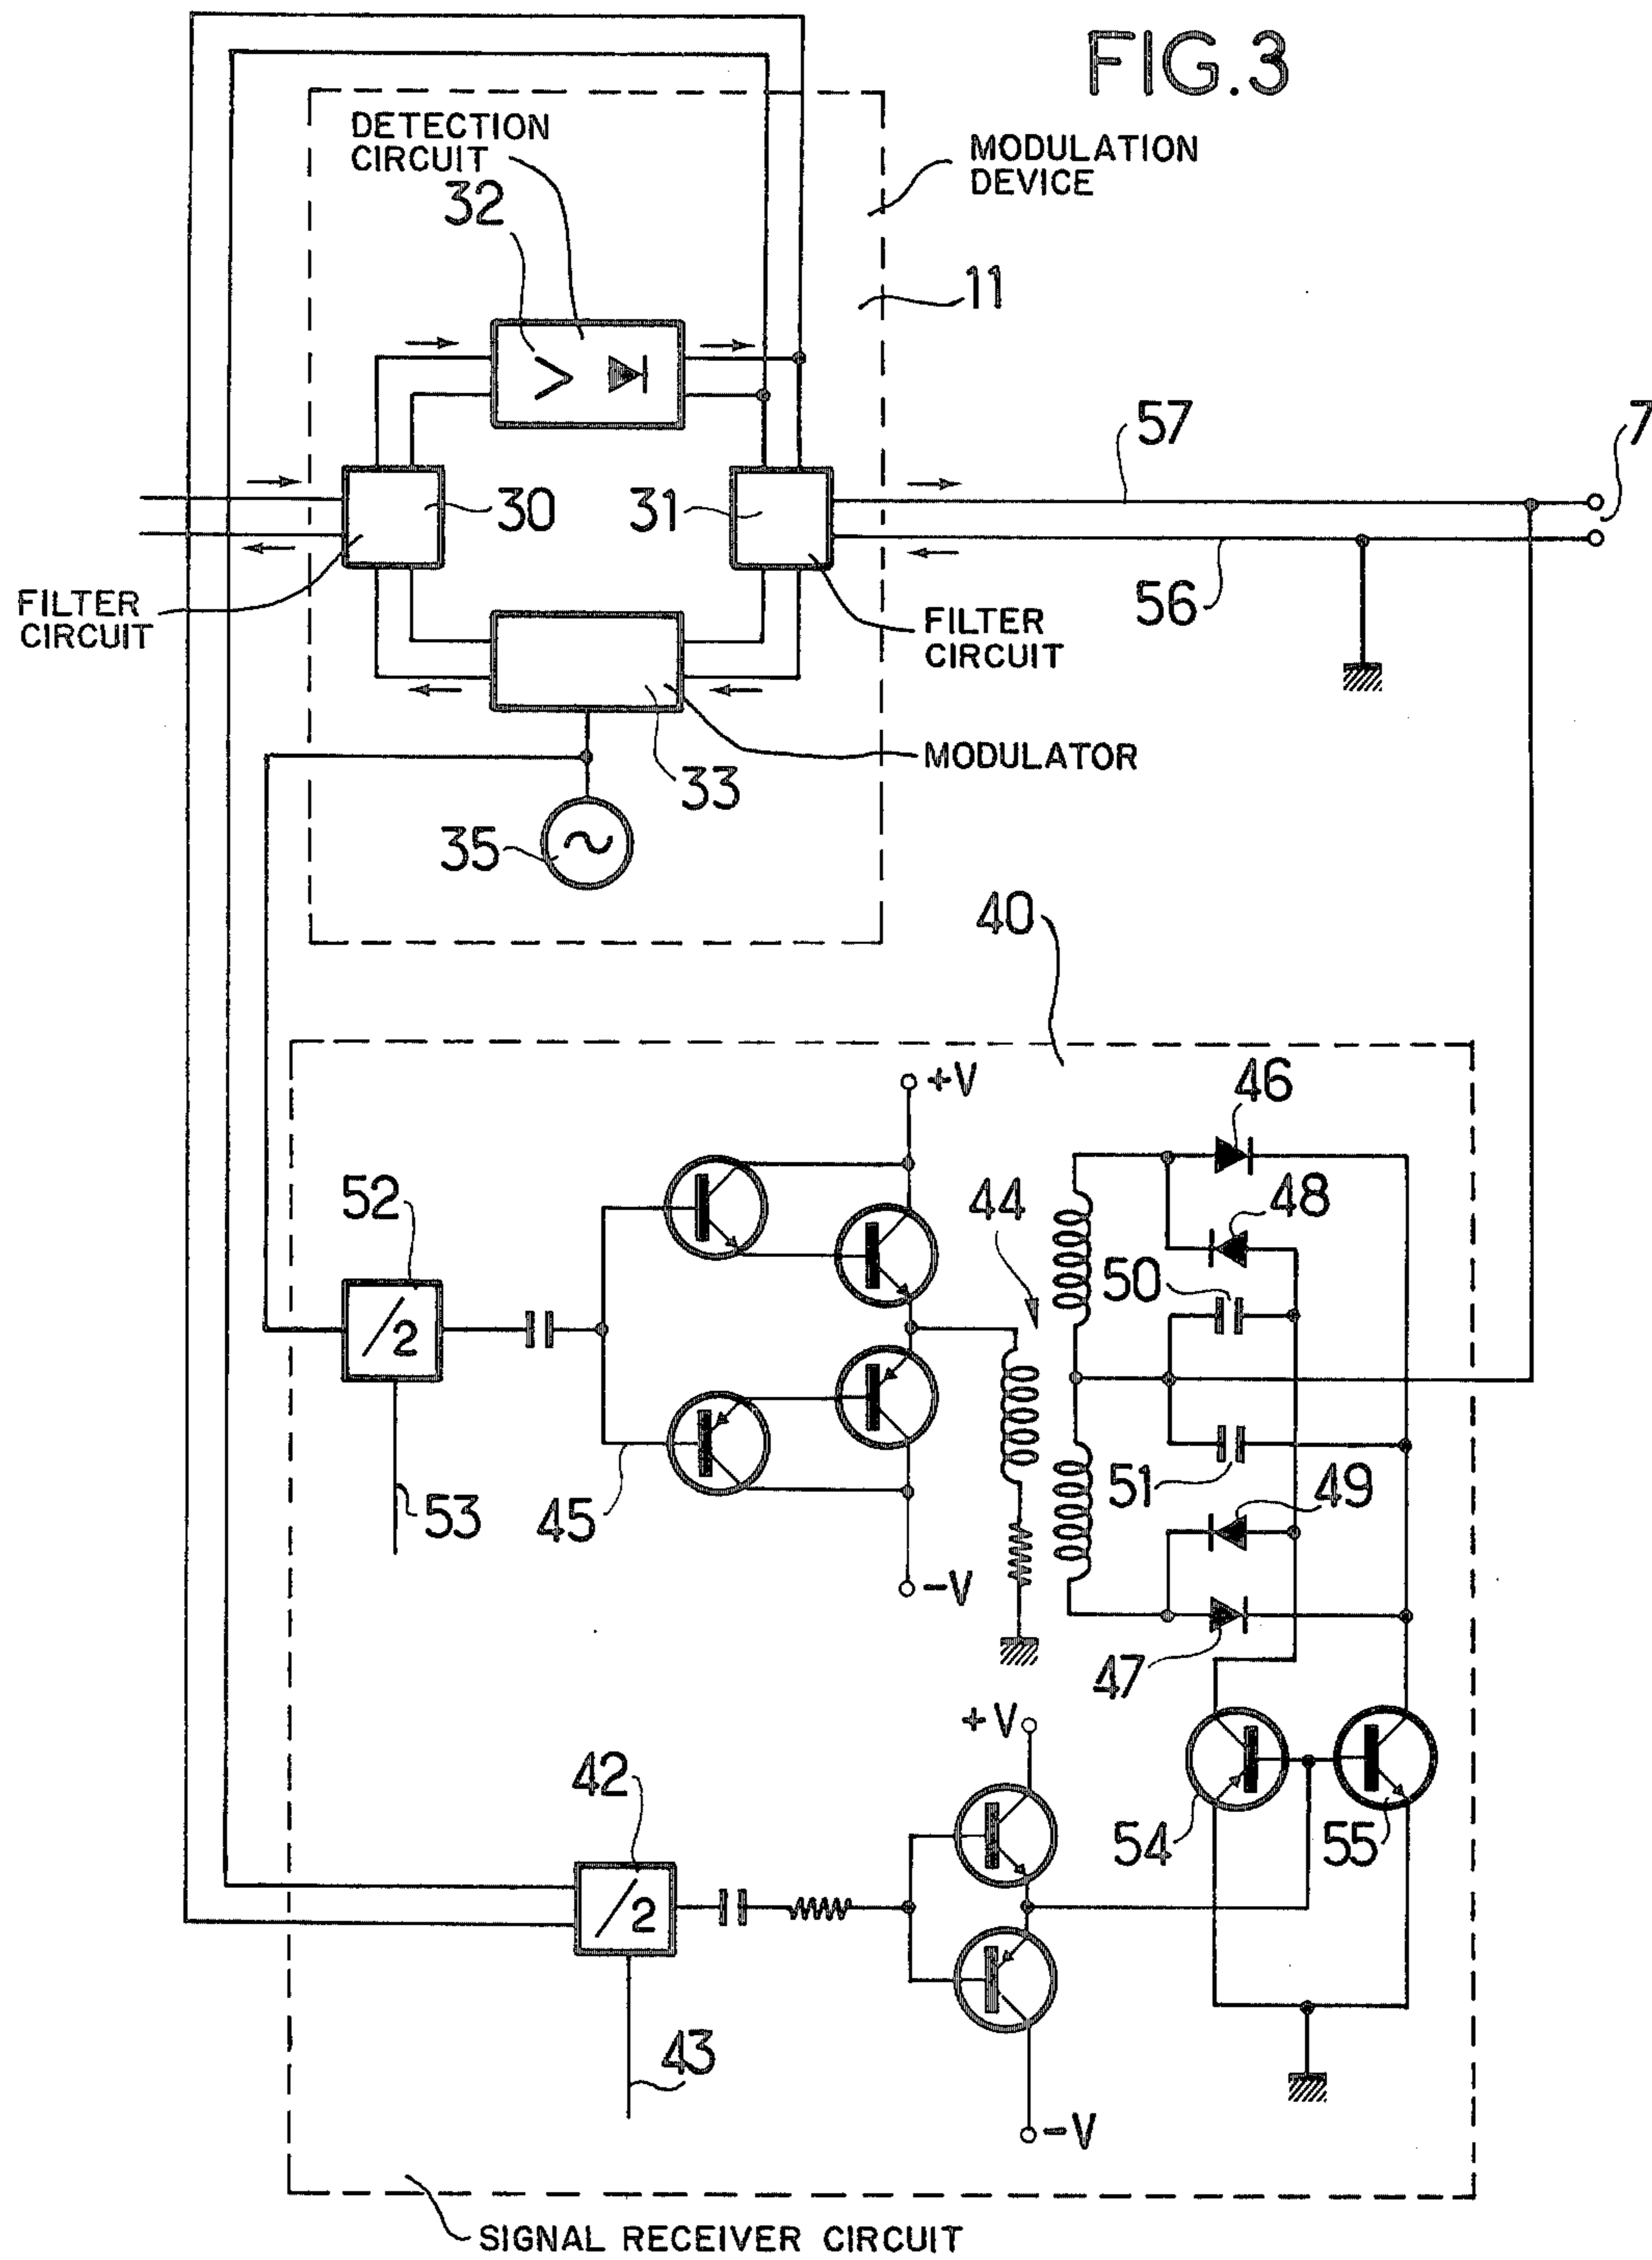 FIG.3
DETECTION
CIRCUIT
32
MODULATION
DEVICE
11
57
7
30
31
56
FILTER
CIRCUIT
FILTER
CIRCUIT
MODULATOR
33
35
40
+V
46
52
44
48
/2
50
51
49
53
45
-V
47
+V
42
54
55
/2
43
-V
SIGNAL RECEIVER CIRCUIT